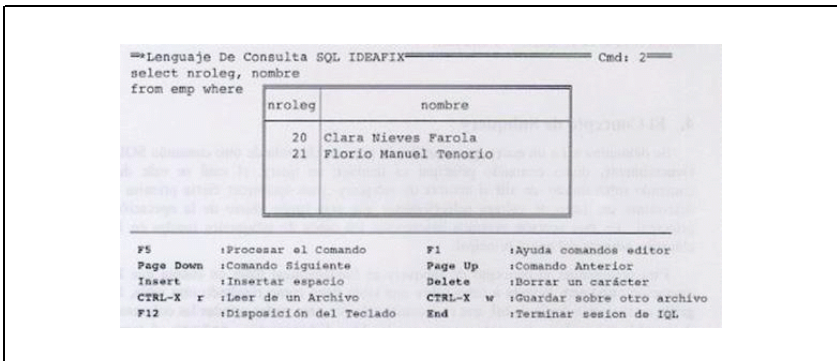 Lenguaje De Consulta SQL IDEAFIX Cmd: 2
select nroleg, nombre
from emp where
nroleg nombre
20 Clara Nieves Farola
21 Florio Manuel Tenorio
F5 :Procesar el Comando F1 :Ayuda comandos editor
Page Down :Comando Siguiente Page Up :Comando Anterior
Insert :Insertar espacio Delete :Borrar un carácter
CTRL-X r :Leer de un Archivo CTRL-X w :Guardar sobre otro archivo
F12 :Disposición del Teclado End :Terminar sesion de IQL